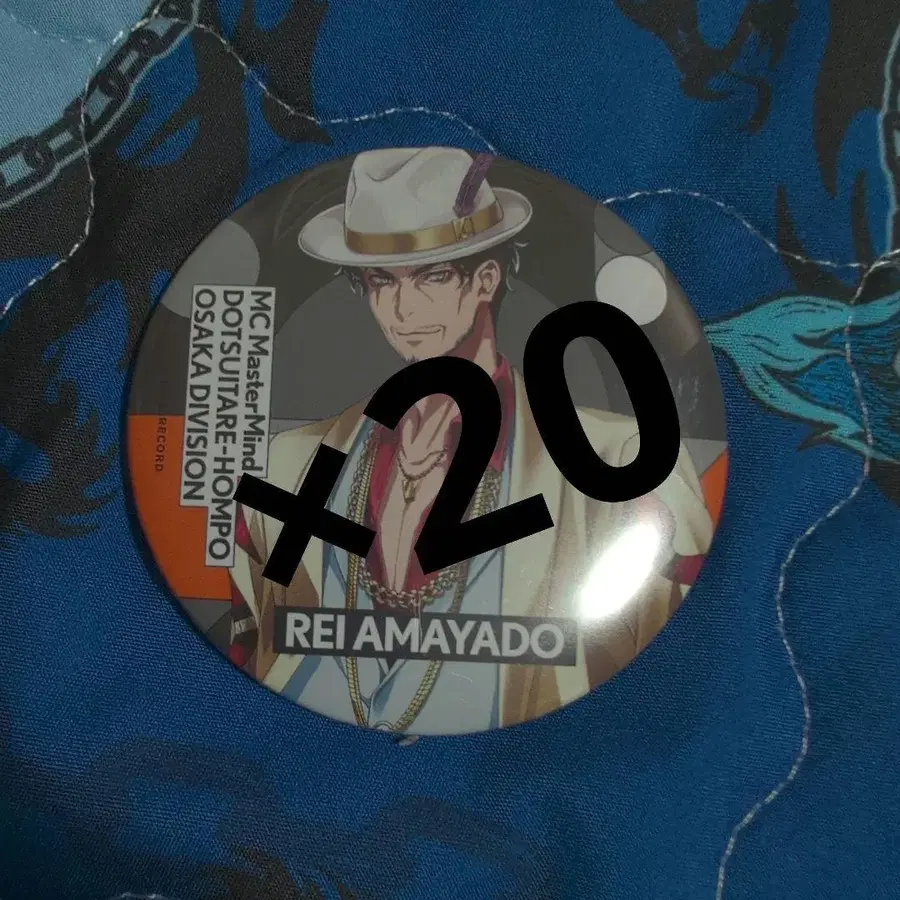 MC MasterMind
DOTSUITARE-HOMPO
OSAKA DIVISION
RECORD
×20
REI AMAYADO